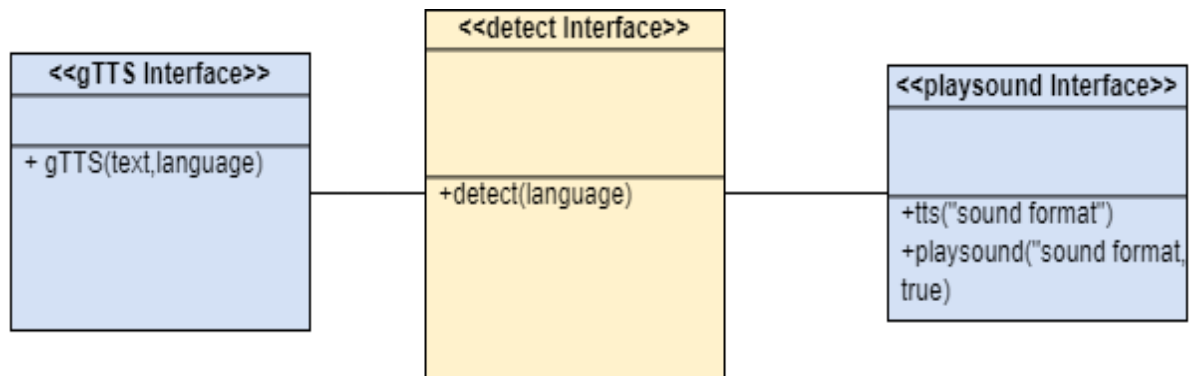 <<gTTS Interface>>
+ gTTS(text,language)
<<detect Interface>>
+detect(language)
<<playsound Interface>>
+tts("sound format")
+playsound("sound format,
true)